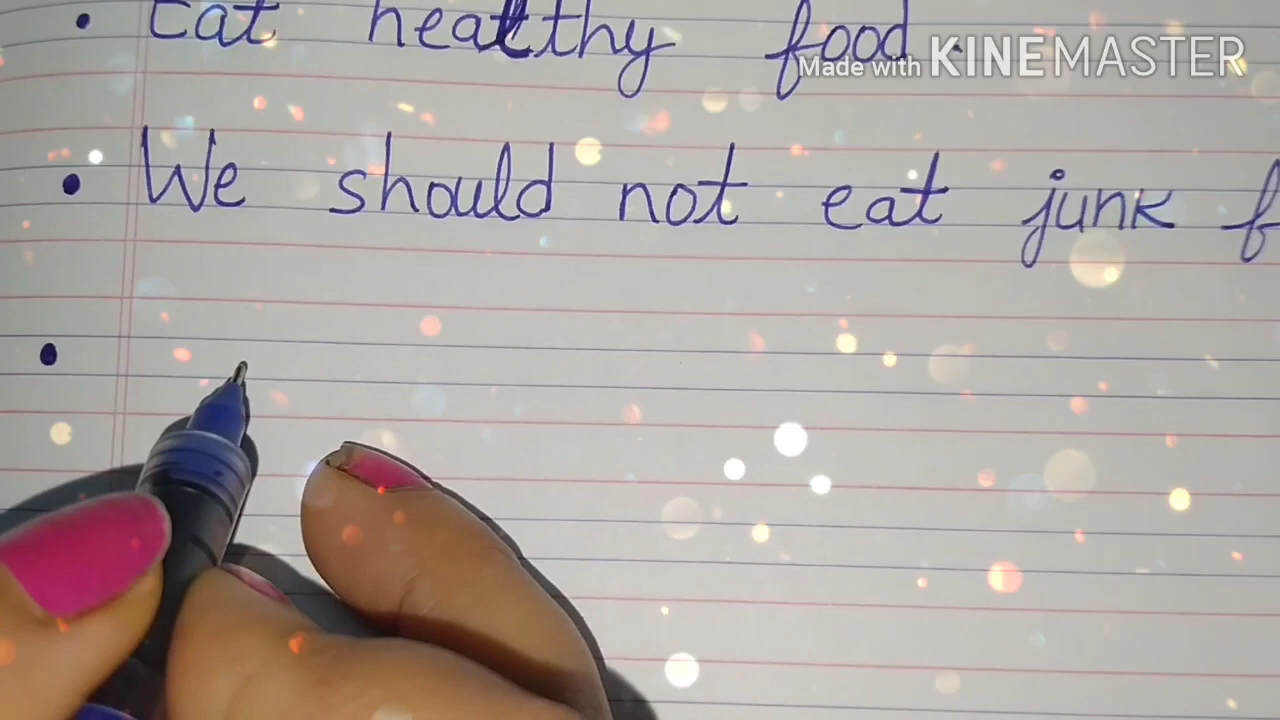 • Eat healthy food.
Made with KINEMASTER
• We should not eat junk f
•